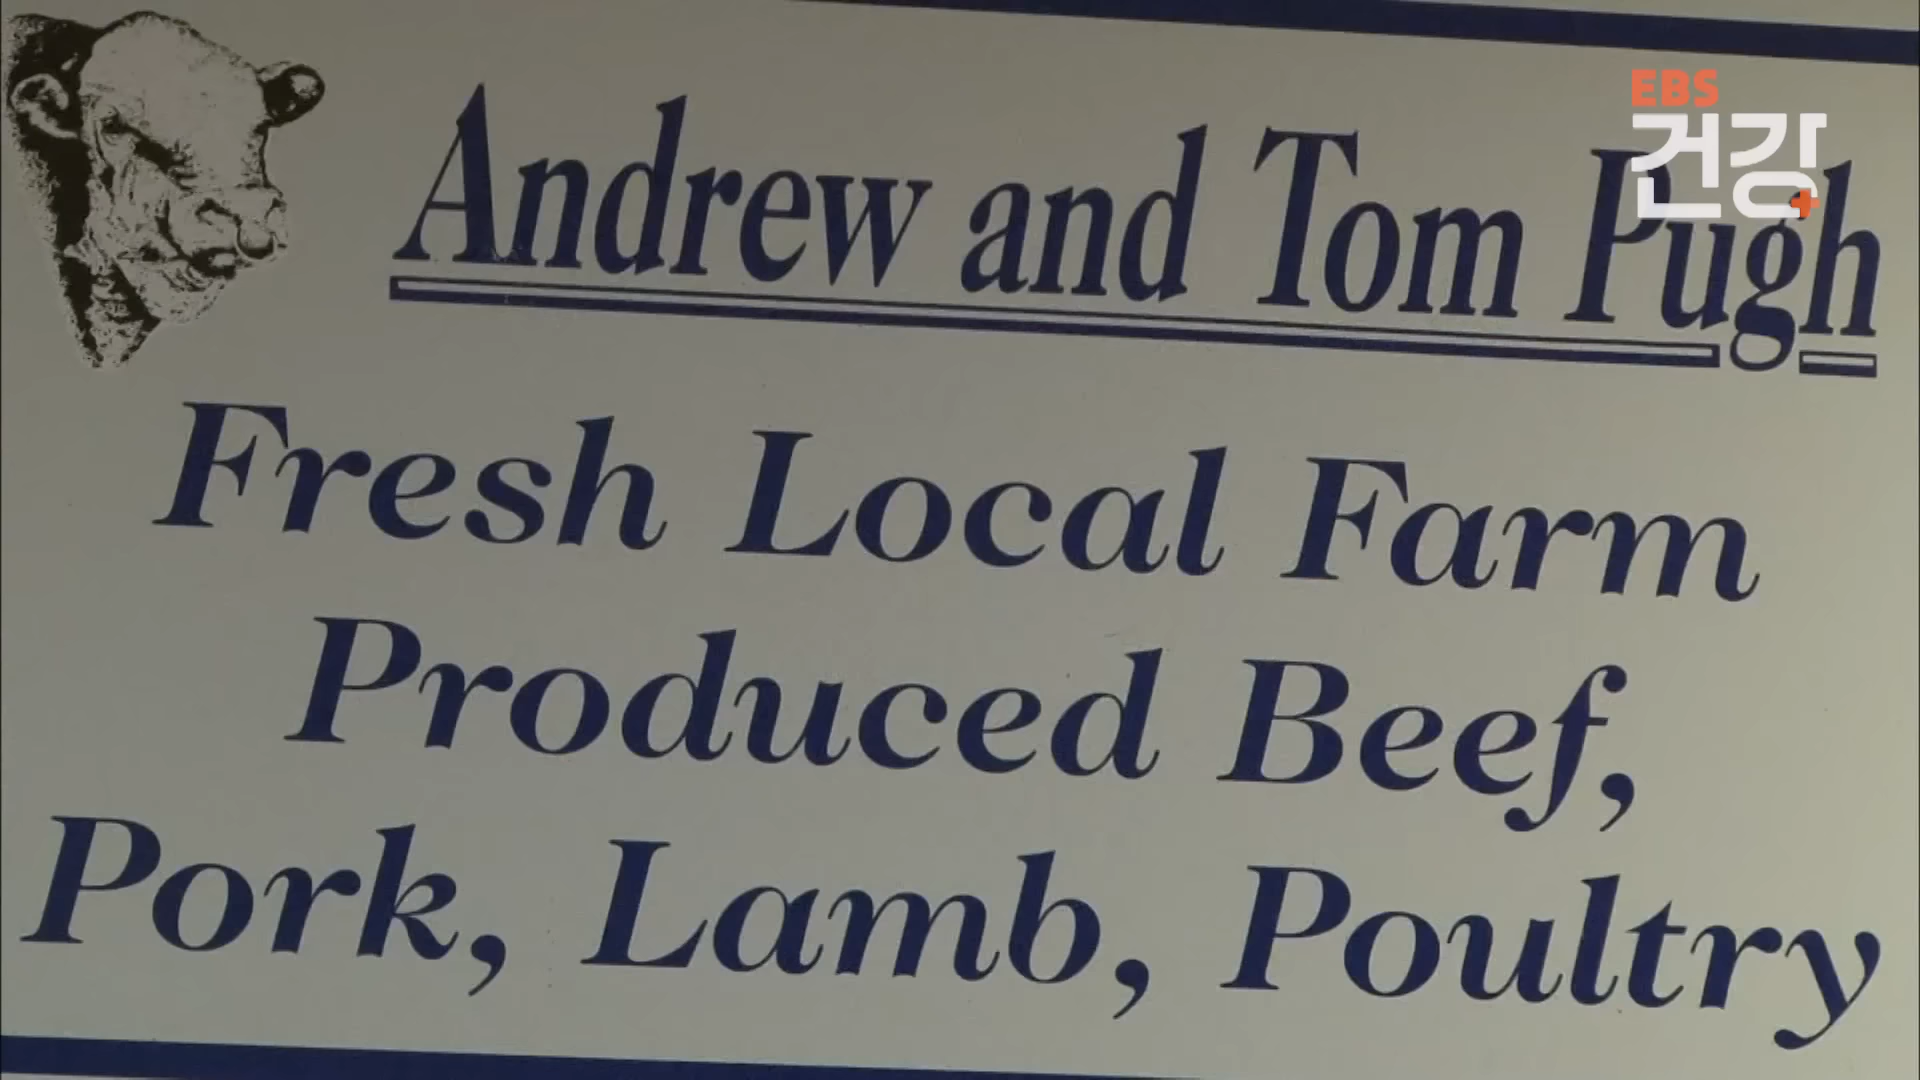 EBS
건강
Andrew and Tom Pugh
Fresh Local Farm
Produced Beef,
Pork, Lamb, Poultry